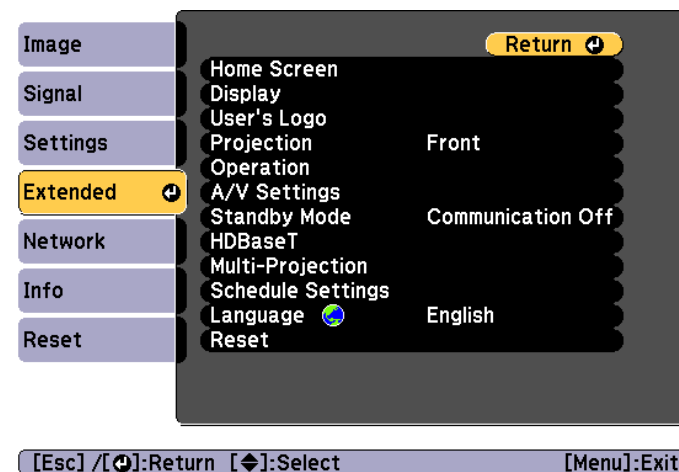 Image
Signal
Settings
Extended
Network
Info
Reset
Return
Home Screen
Display
User's Logo
Projection Front
Operation
A/V Settings
Standby Mode Communication Off
HDBaseT
Multi-Projection
Schedule Settings
Language English
Reset
[Esc] /[ ]:Return [ ]:Select [Menu]:Exit